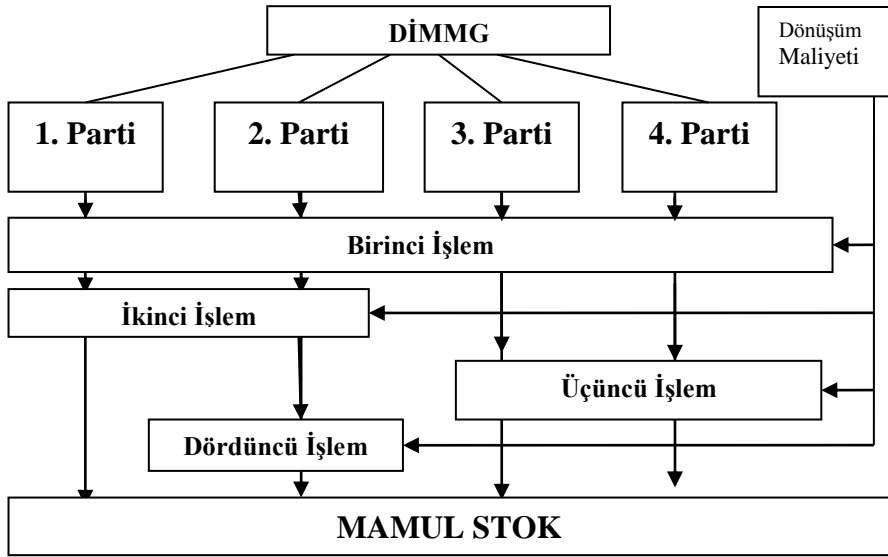 DİMMG
Dönüşüm
Maliyeti
1. Parti
2. Parti
3. Parti
4. Parti
Birinci İşlem
İkinci İşlem
Üçüncü İşlem
Dördüncü İşlem
MAMUL STOK